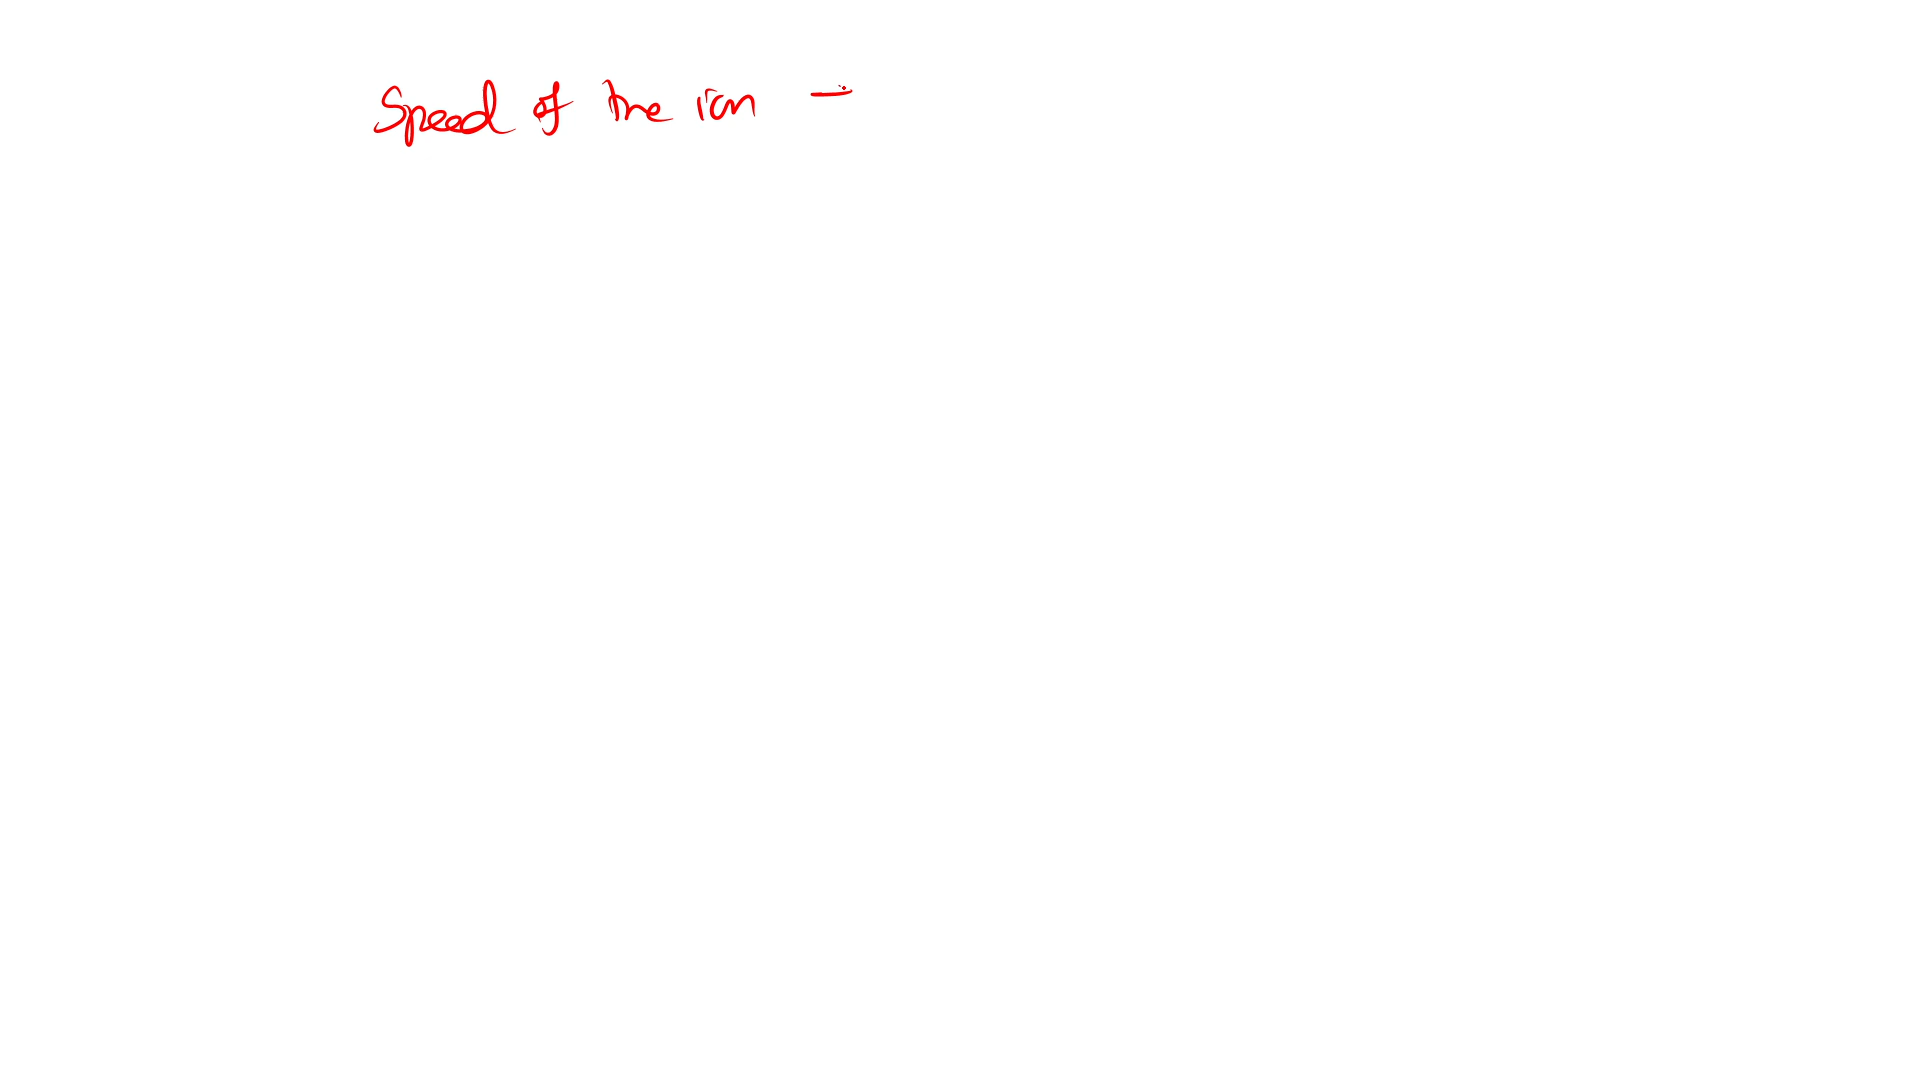 Speed of the ion -